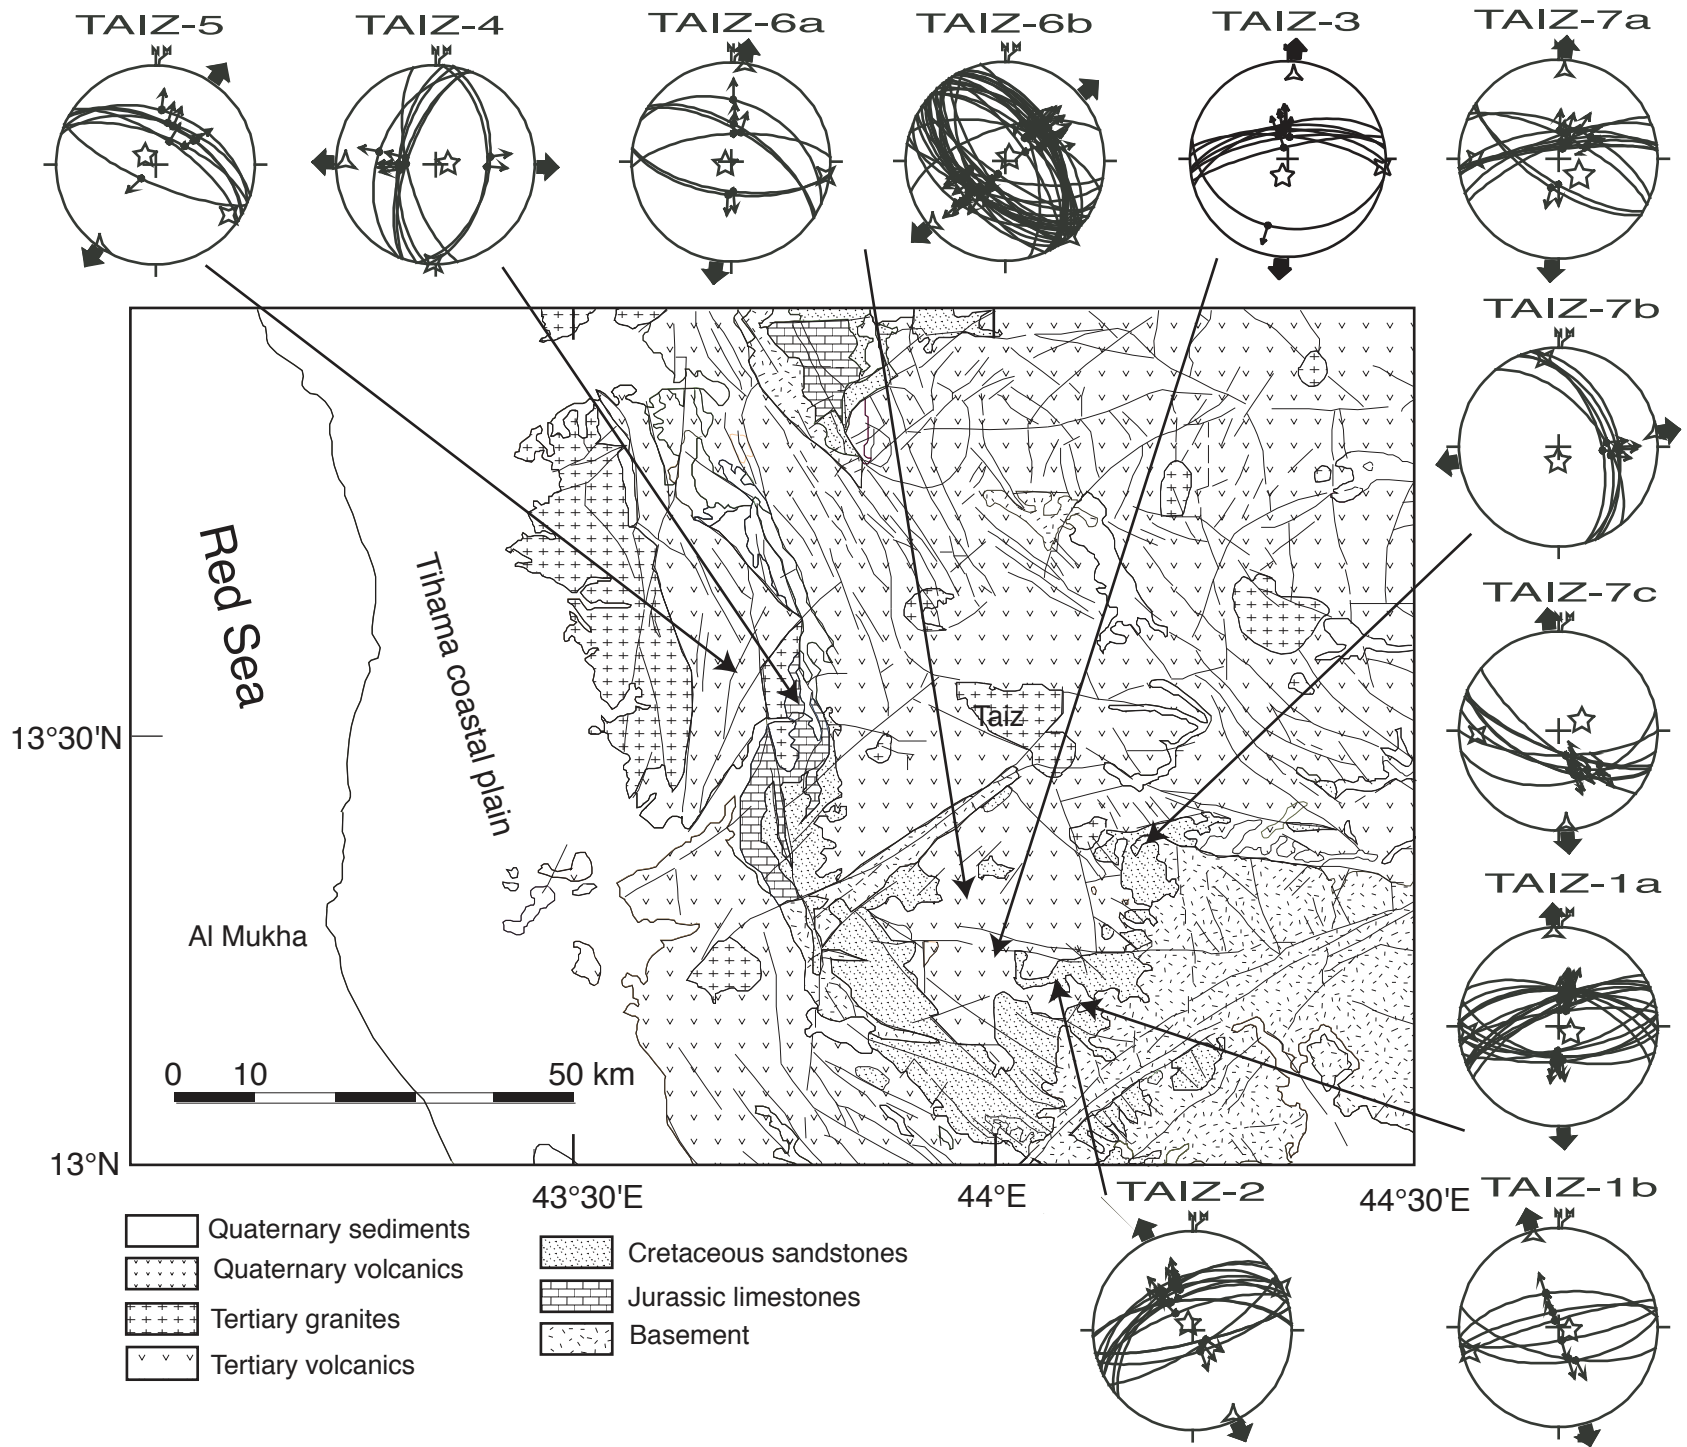 TAIZ-5
TAIZ-4
TAIZ-6a
TAIZ-6b
TAIZ-3
TAIZ-7a
N M
N M
N M
N M
N M
TAIZ-7b
N M
TAIZ-7c
N M
TAIZ-1a
N M
Red Sea
Tihama coastal plain
Taiz
13°30'N
Al Mukha
0 10 50 km
13°N
43°30'E
44°E
44°30'E
TAIZ-2
N M
TAIZ-1b
N M
Quaternary sediments
Quaternary volcanics
Tertiary granites
Tertiary volcanics
Cretaceous sandstones
Jurassic limestones
Basement